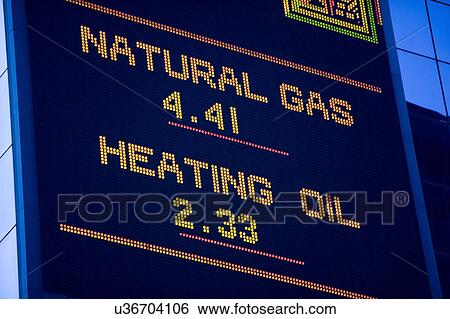 NATURAL GAS
4.41
HEATING OIL
2.33
FOTOSEARCH®
u36704106 www.fotosearch.com